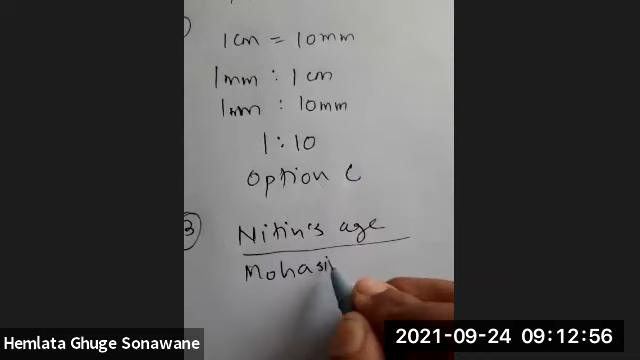 1cm = 10mm
1mm : 1cm
1mm : 10mm
1:10
Option C
3 Nitin's age
Mohasi
Hemlata Ghuge Sonawane
2021-09-24 09:12:56